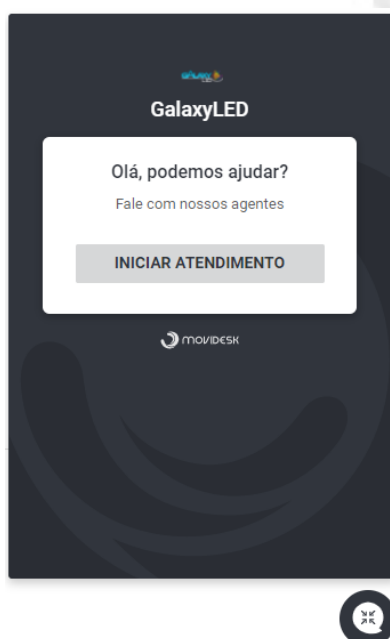 GalaxyLED
Olá, podemos ajudar?
Fale com nossos agentes
INICIAR ATENDIMENTO
MOVIDESK